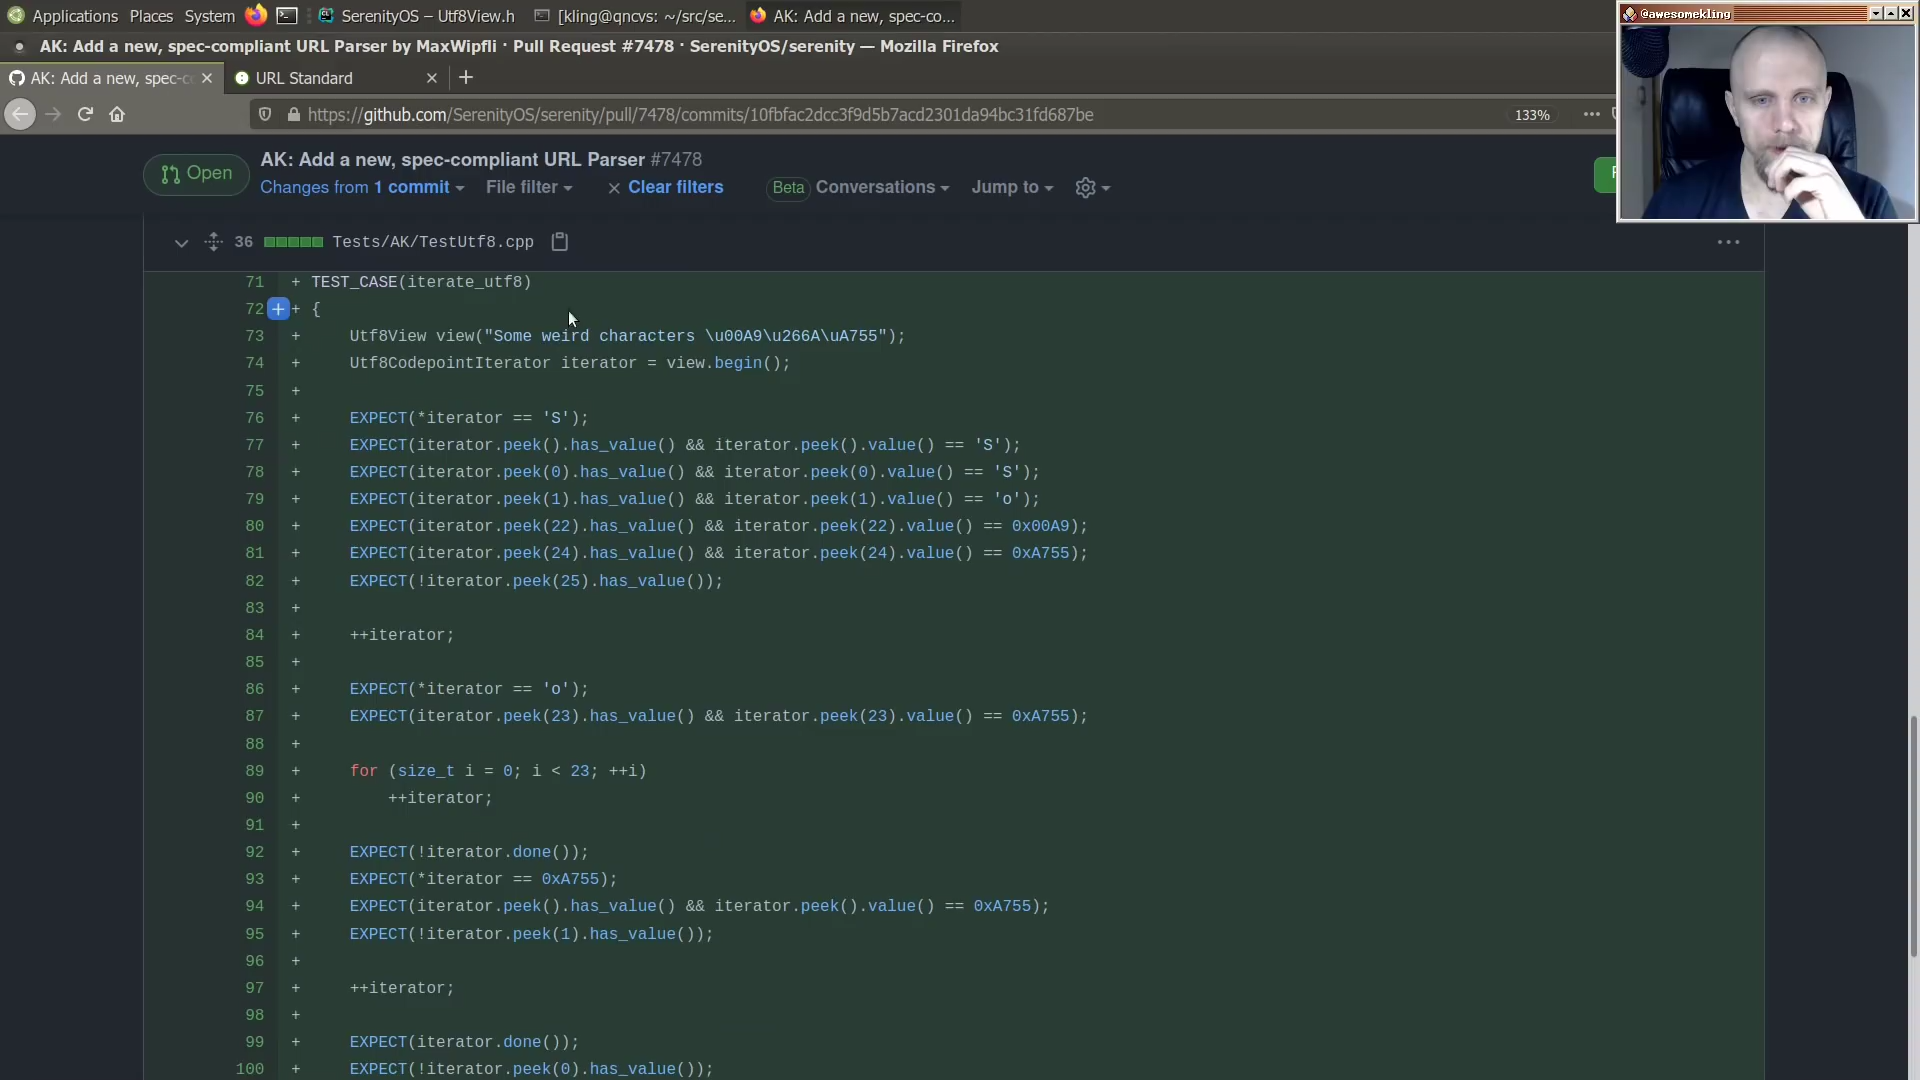 Applications Places System SerenityOS – Utf8View.h [kling@qncvs: ~/src/se... AK: Add a new, spec-co...
@awesomekling
AK: Add a new, spec-compliant URL Parser by MaxWipfli · Pull Request #7478 · SerenityOS/serenity — Mozilla Firefox
AK: Add a new, spec-co URL Standard
https://github.com/SerenityOS/serenity/pull/7478/commits/10fbfac2dcc3f9d5b7acd2301da94bc31fd687be 133%
Open
AK: Add a new, spec-compliant URL Parser #7478
Changes from 1 commit File filter Clear filters Beta Conversations Jump to
36 Tests/AK/TestUtf8.cpp
71 + TEST_CASE(iterate_utf8)
72 + {
73 + Utf8View view("Some weird characters \u00A9\u266A\uA755");
74 + Utf8CodepointIterator iterator = view.begin();
75 +
76 + EXPECT(*iterator == 'S');
77 + EXPECT(iterator.peek().has_value() && iterator.peek().value() == 'S');
78 + EXPECT(iterator.peek(0).has_value() && iterator.peek(0).value() == 'S');
79 + EXPECT(iterator.peek(1).has_value() && iterator.peek(1).value() == 'o');
80 + EXPECT(iterator.peek(22).has_value() && iterator.peek(22).value() == 0x00A9);
81 + EXPECT(iterator.peek(24).has_value() && iterator.peek(24).value() == 0xA755);
82 + EXPECT(!iterator.peek(25).has_value());
83 +
84 + ++iterator;
85 +
86 + EXPECT(*iterator == 'o');
87 + EXPECT(iterator.peek(23).has_value() && iterator.peek(23).value() == 0xA755);
88 +
89 + for (size_t i = 0; i < 23; ++i)
90 + ++iterator;
91 +
92 + EXPECT(!iterator.done());
93 + EXPECT(*iterator == 0xA755);
94 + EXPECT(iterator.peek().has_value() && iterator.peek().value() == 0xA755);
95 + EXPECT(!iterator.peek(1).has_value());
96 +
97 + ++iterator;
98 +
99 + EXPECT(iterator.done());
100 + EXPECT(!iterator.peek(0).has_value());